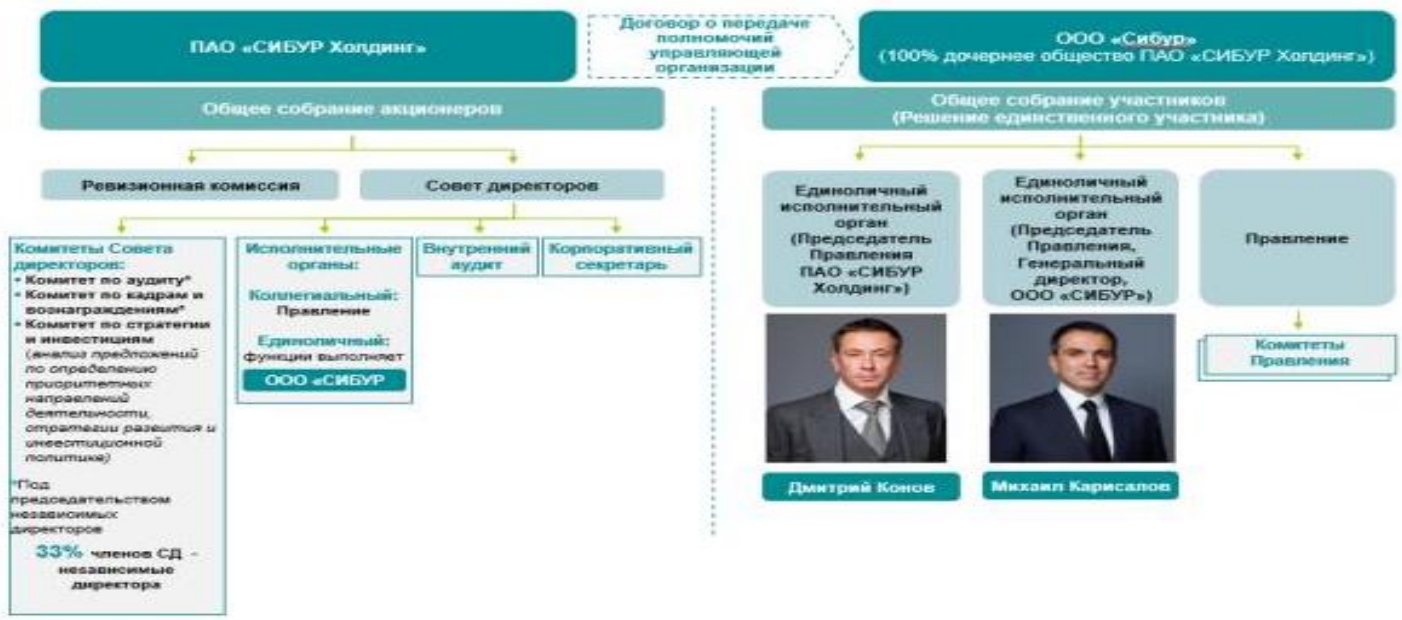 ПАО «СИБУР Холдинг»
Договор о передаче
полномочий
управляющей
организации
ООО «Сибур»
(100% дочернее общество ПАО «СИБУР Холдинг»)
Общее собрание акционеров
Ревизионная комиссия
Совет директоров
Комитеты Совета
директоров:
• Комитет по аудиту*
• Комитет по кадрам и
вознаграждениям*
• Комитет по стратегии
и инвестициям
(анализ предложений
по определению
приоритетных
направлений
деятельности,
стратегии развития и
инвестиционной
политике)
*Под
председательством
независимых
директоров
33% членов СД -
независимые
директора
Исполнительные
органы:
Коллегиальный:
Правление
Единоличный:
функции выполняет
ООО «СИБУР
Внутренний
аудит
Корпоративный
секретарь
Общее собрание участников
(Решение единственного участника)
Единоличный
исполнительный
орган
(Председатель
Правления
ПАО «СИБУР
Холдинг»)
Дмитрий Конов
Единоличный
исполнительный
орган
(Председатель
Правления,
Генеральный
директор,
ООО «СИБУР»)
Михаил Карисалов
Правление
Комитеты
Правления